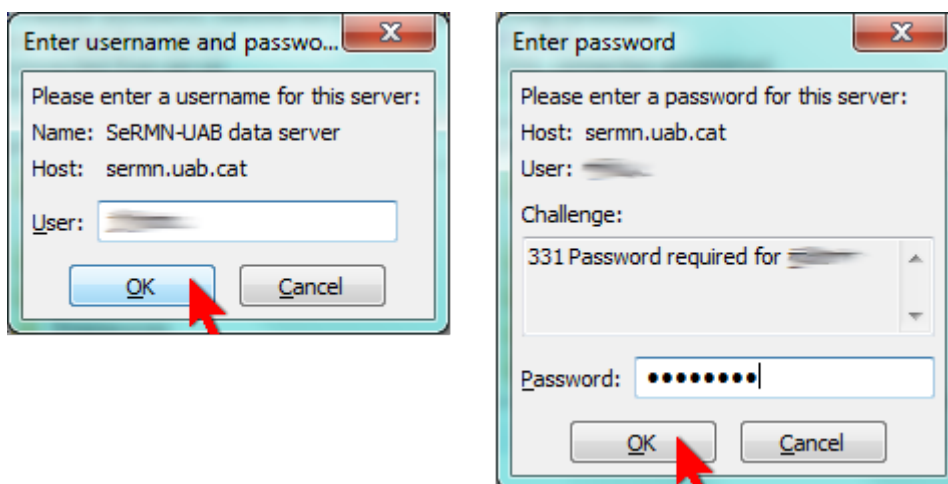 Enter username and passwo...
Please enter a username for this server:
Name: SeRMN-UAB data server
Host: sermn.uab.cat
User:
OK Cancel
Enter password
Please enter a password for this server:
Host: sermn.uab.cat
User:
Challenge:
331 Password required for
Password: ••••••••
OK Cancel